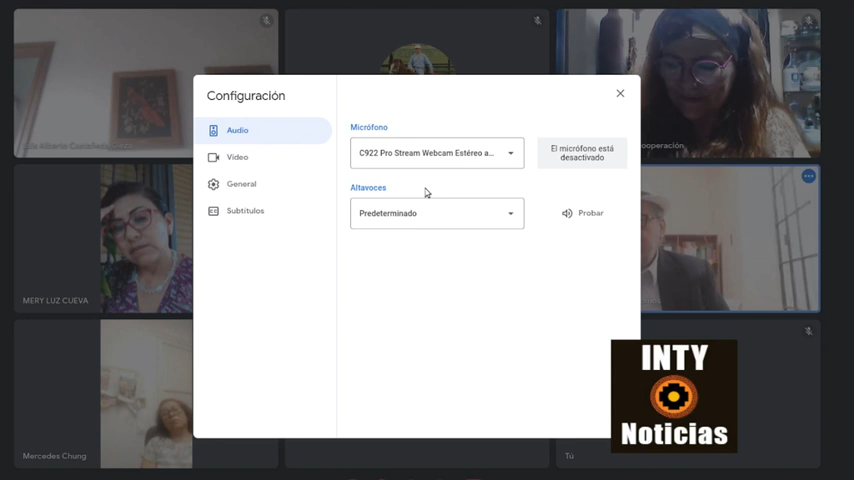 Configuración
Audio
Video
General
Subtítulos
Micrófono
C922 Pro Stream Webcam Estéreo a...
El micrófono está
desactivado
Altavoces
Predeterminado
Probar
ooperación
MERY LUZ CUEVA
Mercedes Chung
Tú
INTY
Noticias